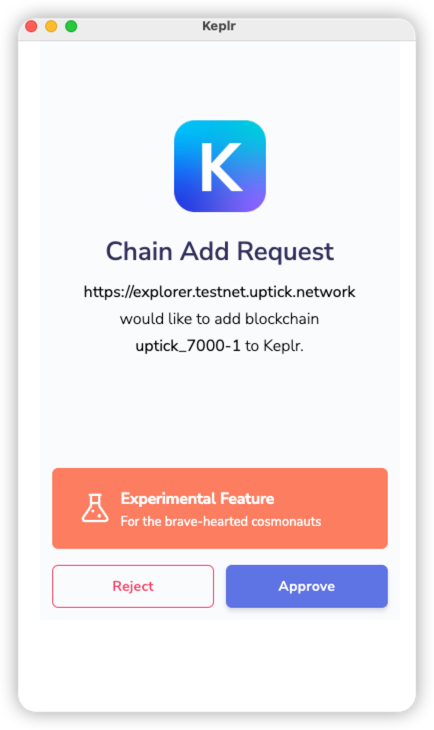 Keplr
K
Chain Add Request
https://explorer.testnet.uptick.network
would like to add blockchain
uptick_7000-1 to Keplr.
Experimental Feature
For the brave-hearted cosmonauts
Reject
Approve